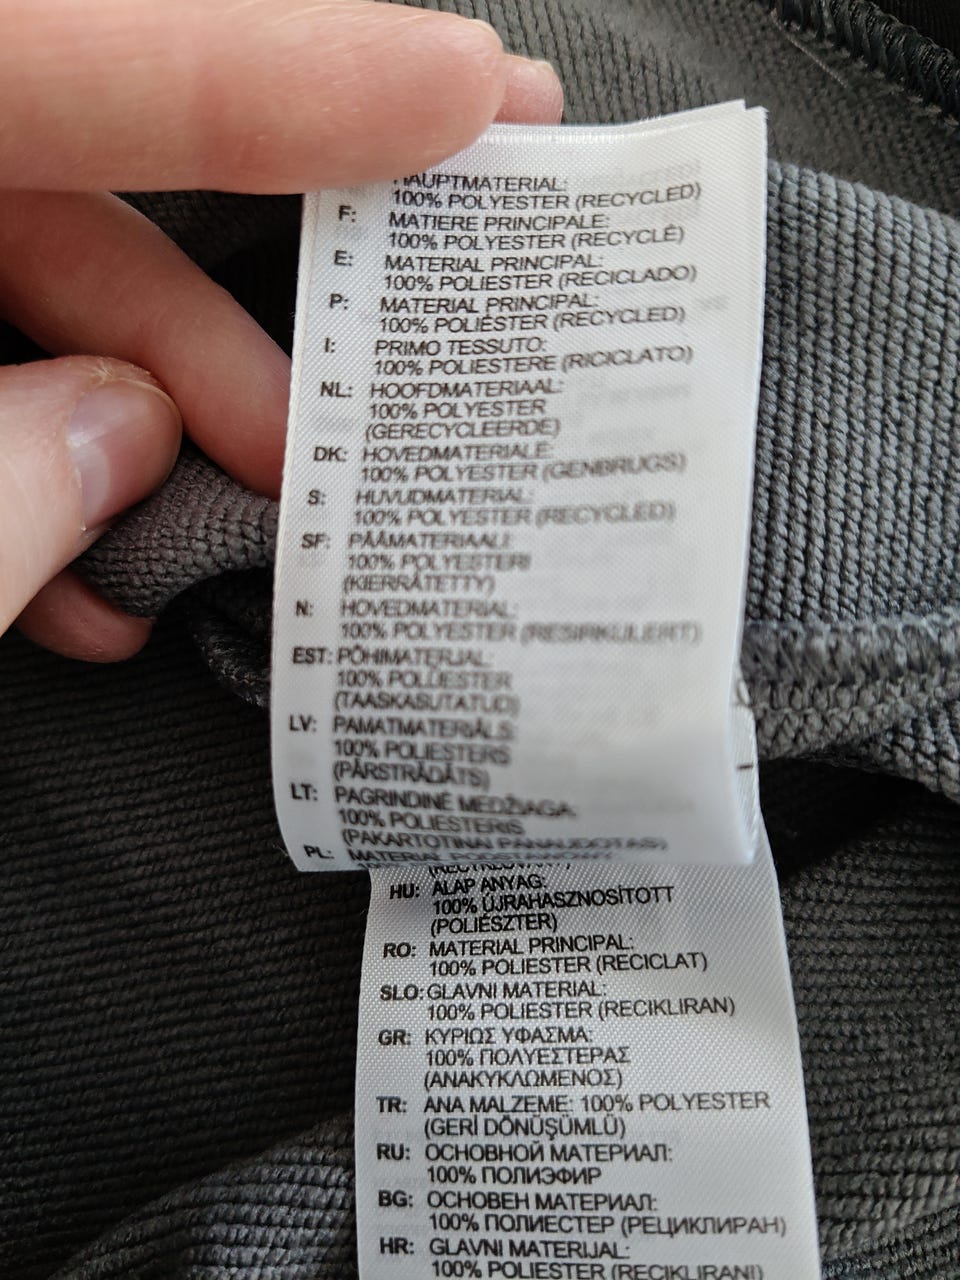 HAUPTMATERIAL:
100% POLYESTER (RECYCLED)
F: MATIERE PRINCIPALE:
100% POLYESTER (RECYCLÉ)
E: MATERIAL PRINCIPAL:
100% POLIESTER (RECICLADO)
P: MATERIAL PRINCIPAL:
100% POLIÉSTER (RECYCLED)
I: PRIMO TESSUTO:
100% POLIESTERE (RICICLATO)
NL: HOOFDMATERIAAL:
100% POLYESTER
(GERECYCLEERDE)
DK: HOVEDMATERIALE:
100% POLYESTER (GENBRUGS)
S: HUVUDMATERIAL:
100% POLYESTER (RECYCLED)
SF: PÄÄMATERIAALI:
100% POLYESTERI
(KIERRÄTETTY)
N: HOVEDMATERIAL:
100% POLYESTER (RESIRKULERT)
EST: PÕHIMATERJAL:
100% POLÜESTER
(TAASKASUTATUD)
LV: PAMATMATERIĀLS:
100% POLIESTERS
(PĀRSTRĀDĀTS)
LT: PAGRINDINĖ MEDŽIAGA:
100% POLIESTERIS
(PAKARTOTINAI PANAUDOTAS)
PL: MATERIAŁ PODSTAWOWY:
HU: ALAP ANYAG:
100% ÚJRAHASZNOSÍTOTT
(POLIÉSZTER)
RO: MATERIAL PRINCIPAL:
100% POLIESTER (RECICLAT)
SLO: GLAVNI MATERIAL:
100% POLIESTER (RECIKLIRAN)
GR: ΚΥΡΙΩΣ ΥΦΑΣΜΑ:
100% ΠΟΛΥΕΣΤΕΡΑΣ
(ΑΝΑΚΥΚΛΩΜΕΝΟΣ)
TR: ANA MALZEME: 100% POLYESTER
(GERİ DÖNÜŞÜMLÜ)
RU: ОСНОВНОЙ МАТЕРИАЛ:
100% ПОЛИЭФИР
BG: ОСНОВЕН МАТЕРИАЛ:
100% ПОЛИЕСТЕР (РЕЦИКЛИРАН)
HR: GLAVNI MATERIJAL:
100% POLIESTER (RECIKLIRANI)